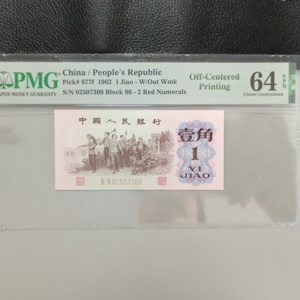 PMG
PAPER MONEY GUARANTY
China / People's Republic
Pick# 877f 1962 1 Jiao - W/Out Wmk
S/N 02507308 Block 96 - 2 Red Numerals
Off-Centered
Printing
64 EPQ
Choice Uncirculated
中国人民银行
壹角
1
YI
JIAO
02507308